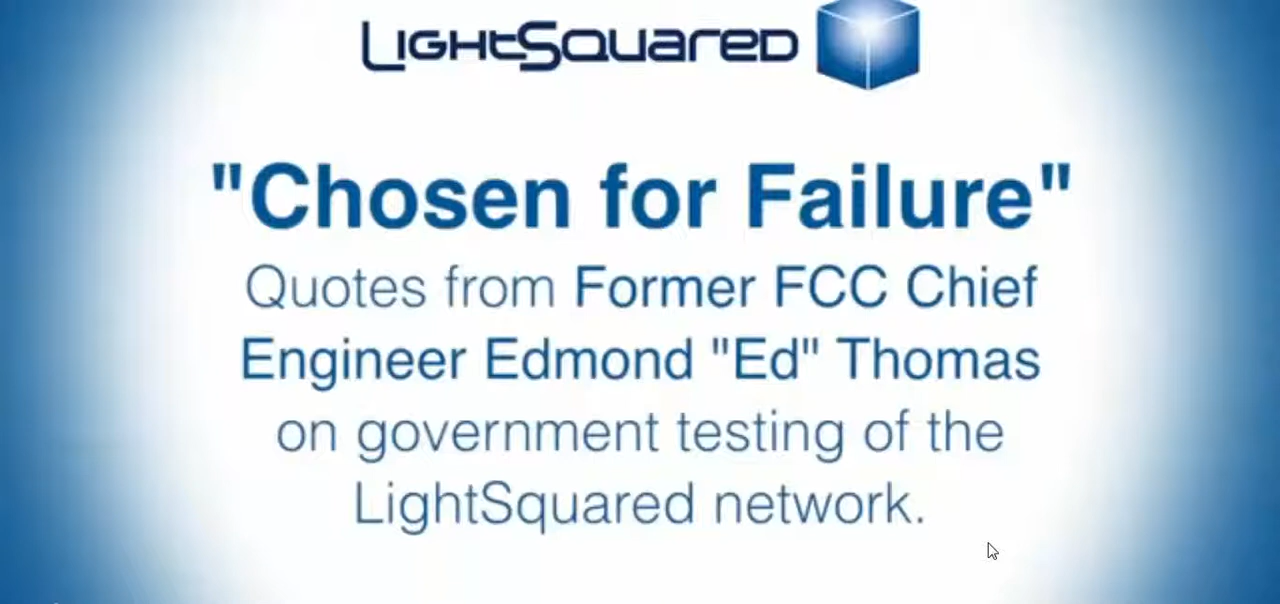 LightSquared
"Chosen for Failure"
Quotes from Former FCC Chief
Engineer Edmond "Ed" Thomas
on government testing of the
LightSquared network.